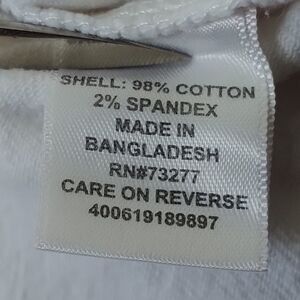 SHELL: 98% COTTON
2% SPANDEX
MADE IN
BANGLADESH
RN#73277
CARE ON REVERSE
400619189897